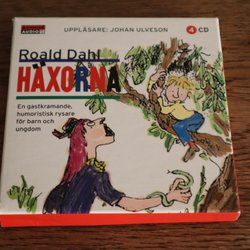 UPPLÄSARE: JOHAN ULVESON
4 CD
Roald Dahl
HÄXORNA
En gastkramande,
humoristisk rysare
för barn och
ungdom